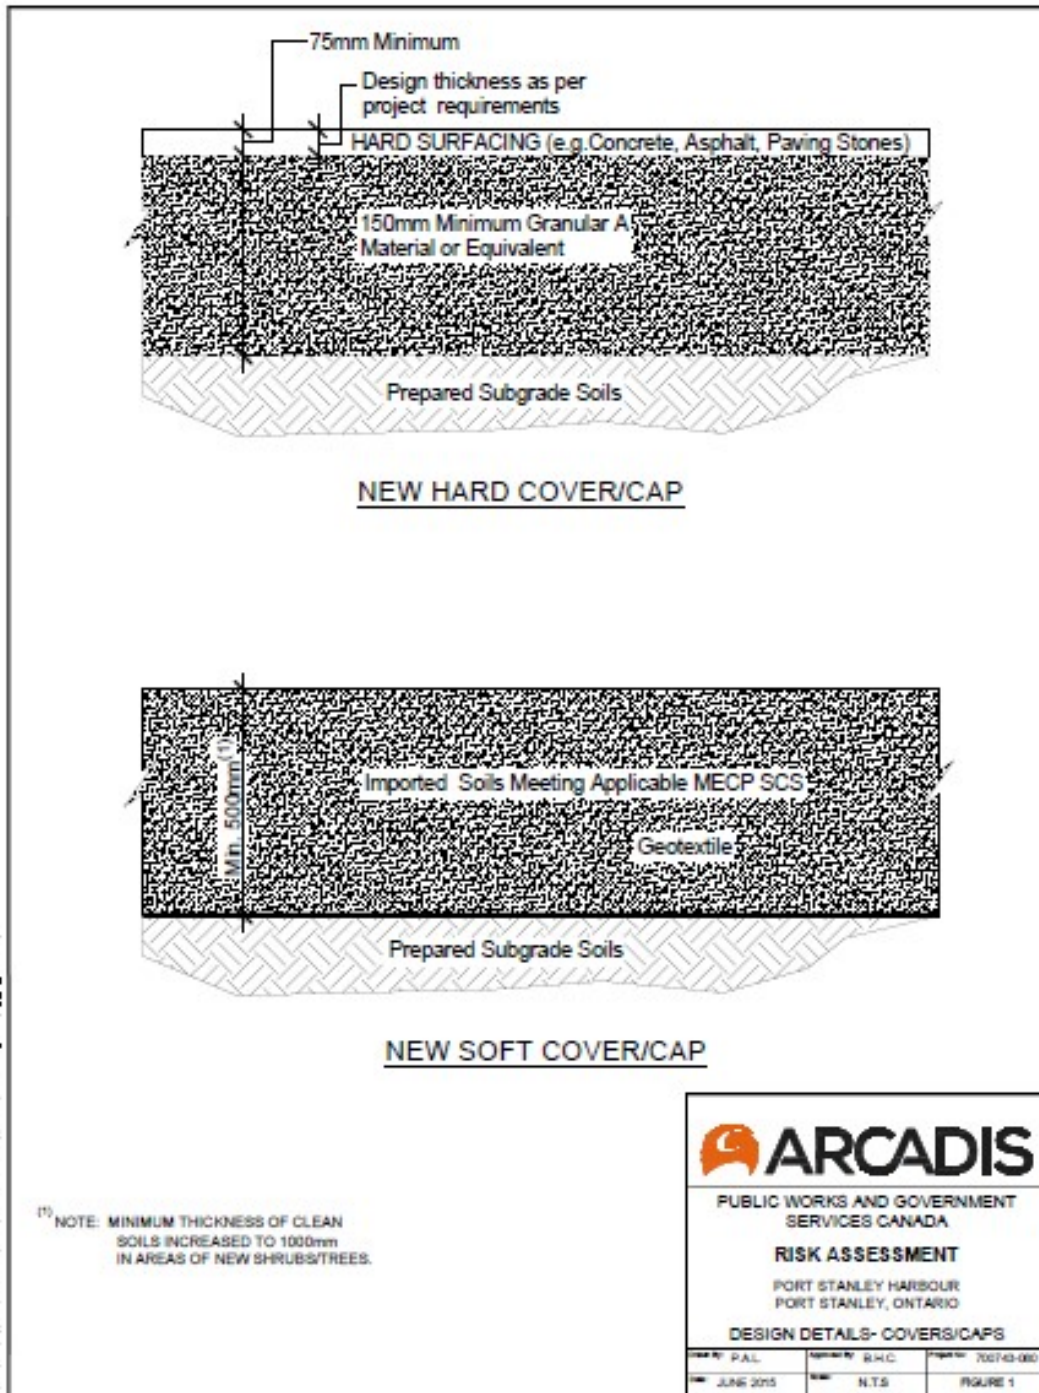 75mm Minimum
Design thickness as per
project requirements
HARD SURFACING (e.g.Concrete, Asphalt, Paving Stones)
150mm Minimum Granular A
Material or Equivalent
Prepared Subgrade Soils
NEW HARD COVER/CAP
Min. 500mm(1)
Imported Soils Meeting Applicable MECP SCS
Geotextile
Prepared Subgrade Soils
NEW SOFT COVER/CAP
(1) NOTE: MINIMUM THICKNESS OF CLEAN
SOILS INCREASED TO 1000mm
IN AREAS OF NEW SHRUBS/TREES.
ARCADIS
PUBLIC WORKS AND GOVERNMENT
SERVICES CANADA
RISK ASSESSMENT
PORT STANLEY HARBOUR
PORT STANLEY, ONTARIO
DESIGN DETAILS- COVERS/CAPS
P.A.L. B.H.C.
JUNE 2015 N.T.S FIGURE 1